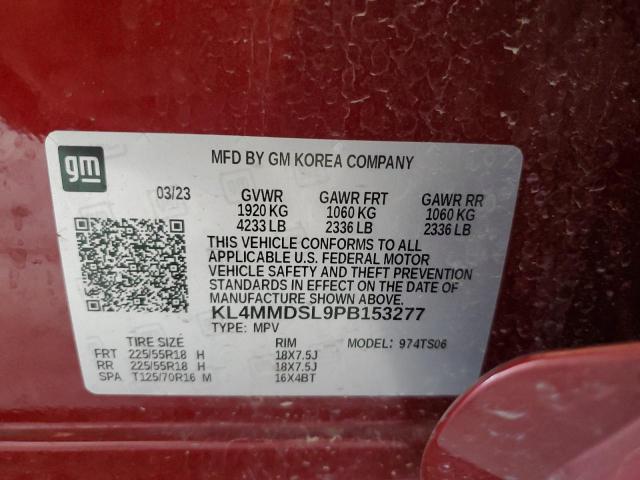 gm
MFD BY GM KOREA COMPANY
03/23 GVWR GAWR FRT GAWR RR
1920 KG 1060 KG 1060 KG
4233 LB 2336 LB 2336 LB
THIS VEHICLE CONFORMS TO ALL
APPLICABLE U.S. FEDERAL MOTOR
VEHICLE SAFETY AND THEFT PREVENTION
STANDARDS IN EFFECT ON THE DATE OF
MANUFACTURE SHOWN ABOVE.
KL4MMDSL9PB153277
TYPE: MPV
TIRE SIZE RIM MODEL: 974TS06
FRT 225/55R18 H 18X7.5J
RR 225/55R18 H 18X7.5J
SPA T125/70R16 M 16X4BT